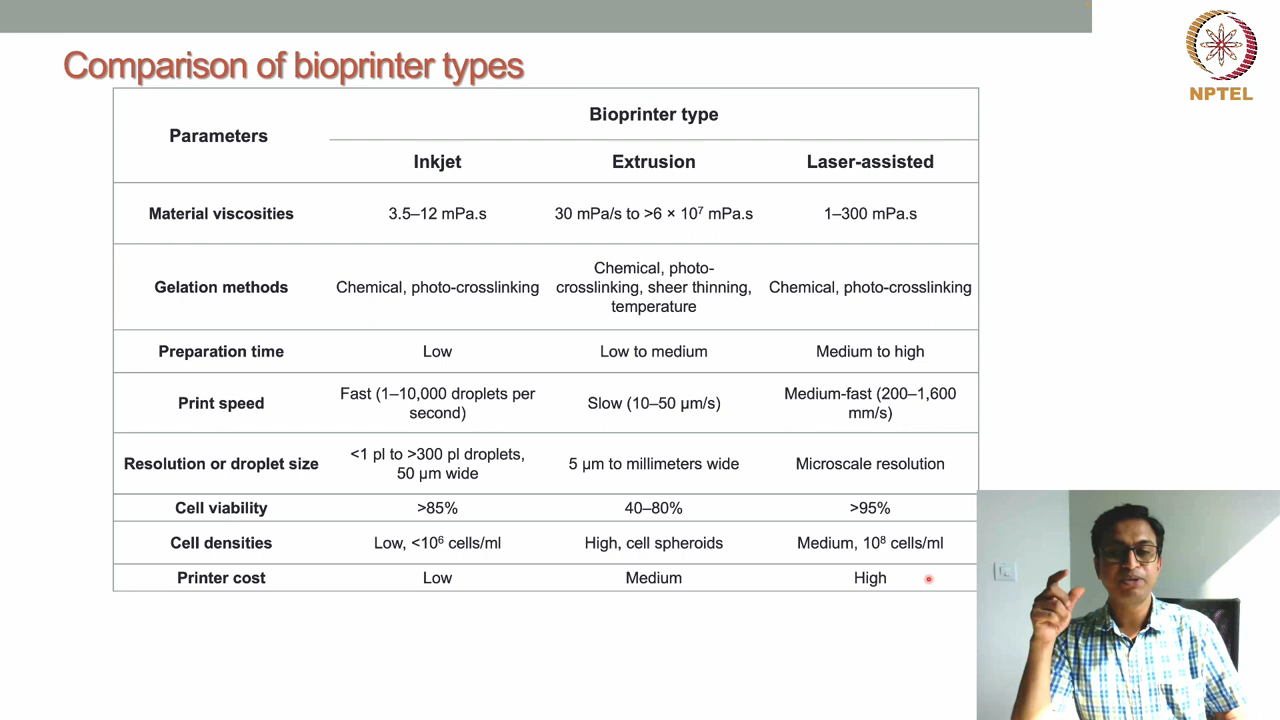 Comparison of bioprinter types
NPTEL
Parameters
Bioprinter type
Inkjet
Extrusion
Laser-assisted
Material viscosities
3.5–12 mPa.s
30 mPa/s to >6 × 10⁷ mPa.s
1–300 mPa.s
Gelation methods
Chemical, photo-crosslinking
Chemical, photo-
crosslinking, sheer thinning,
temperature
Chemical, photo-crosslinking
Preparation time
Low
Low to medium
Medium to high
Print speed
Fast (1–10,000 droplets per
second)
Slow (10–50 µm/s)
Medium-fast (200–1,600
mm/s)
Resolution or droplet size
<1 pl to >300 pl droplets,
50 µm wide
5 µm to millimeters wide
Microscale resolution
Cell viability
>85%
40–80%
>95%
Cell densities
Low, <10⁶ cells/ml
High, cell spheroids
Medium, 10⁸ cells/ml
Printer cost
Low
Medium
High